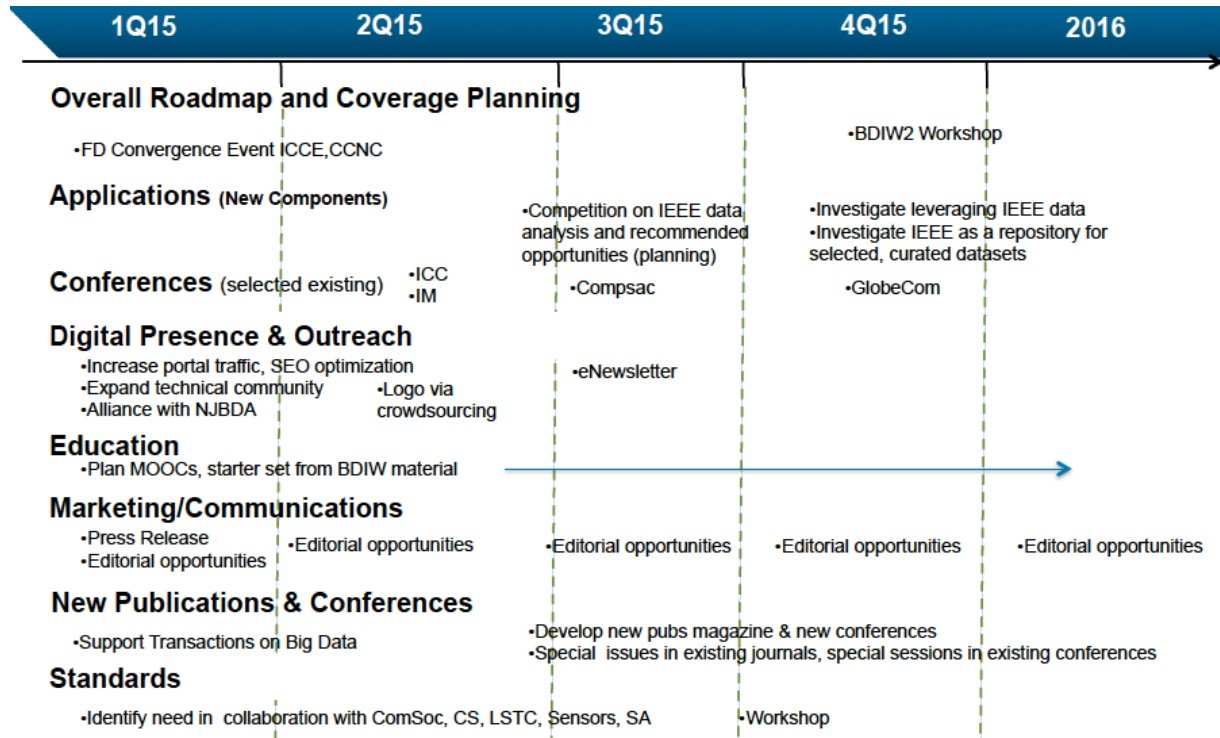 1Q15 2Q15 3Q15 4Q15 2016
Overall Roadmap and Coverage Planning
•BDIW2 Workshop
•FD Convergence Event ICCE,CCNC
Applications (New Components)
•Competition on IEEE data
analysis and recommended
opportunities (planning)
•Investigate leveraging IEEE data
•Investigate IEEE as a repository for
selected, curated datasets
Conferences (selected existing)
•ICC
•IM
•Compsac
•GlobeCom
Digital Presence & Outreach
•Increase portal traffic, SEO optimization
•Expand technical community
•Alliance with NJBDA
•Logo via
crowdsourcing
•eNewsletter
Education
•Plan MOOCs, starter set from BDIW material
Marketing/Communications
•Press Release
•Editorial opportunities
•Editorial opportunities
•Editorial opportunities
•Editorial opportunities
•Editorial opportunities
New Publications & Conferences
•Support Transactions on Big Data
•Develop new pubs magazine & new conferences
•Special issues in existing journals, special sessions in existing conferences
Standards
•Identify need in collaboration with ComSoc, CS, LSTC, Sensors, SA
•Workshop